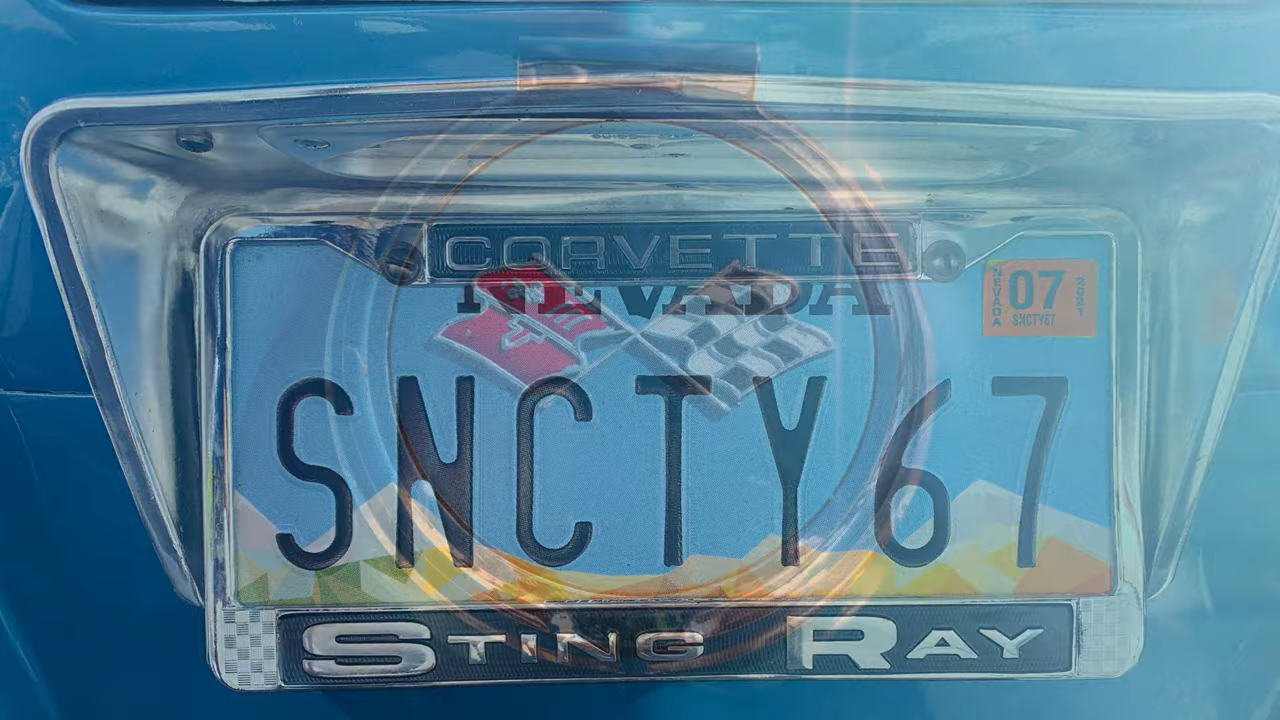 CORVETTE
NEVADA
NEVADA 07 2021
SNCTY67
SNCTY67
STING RAY